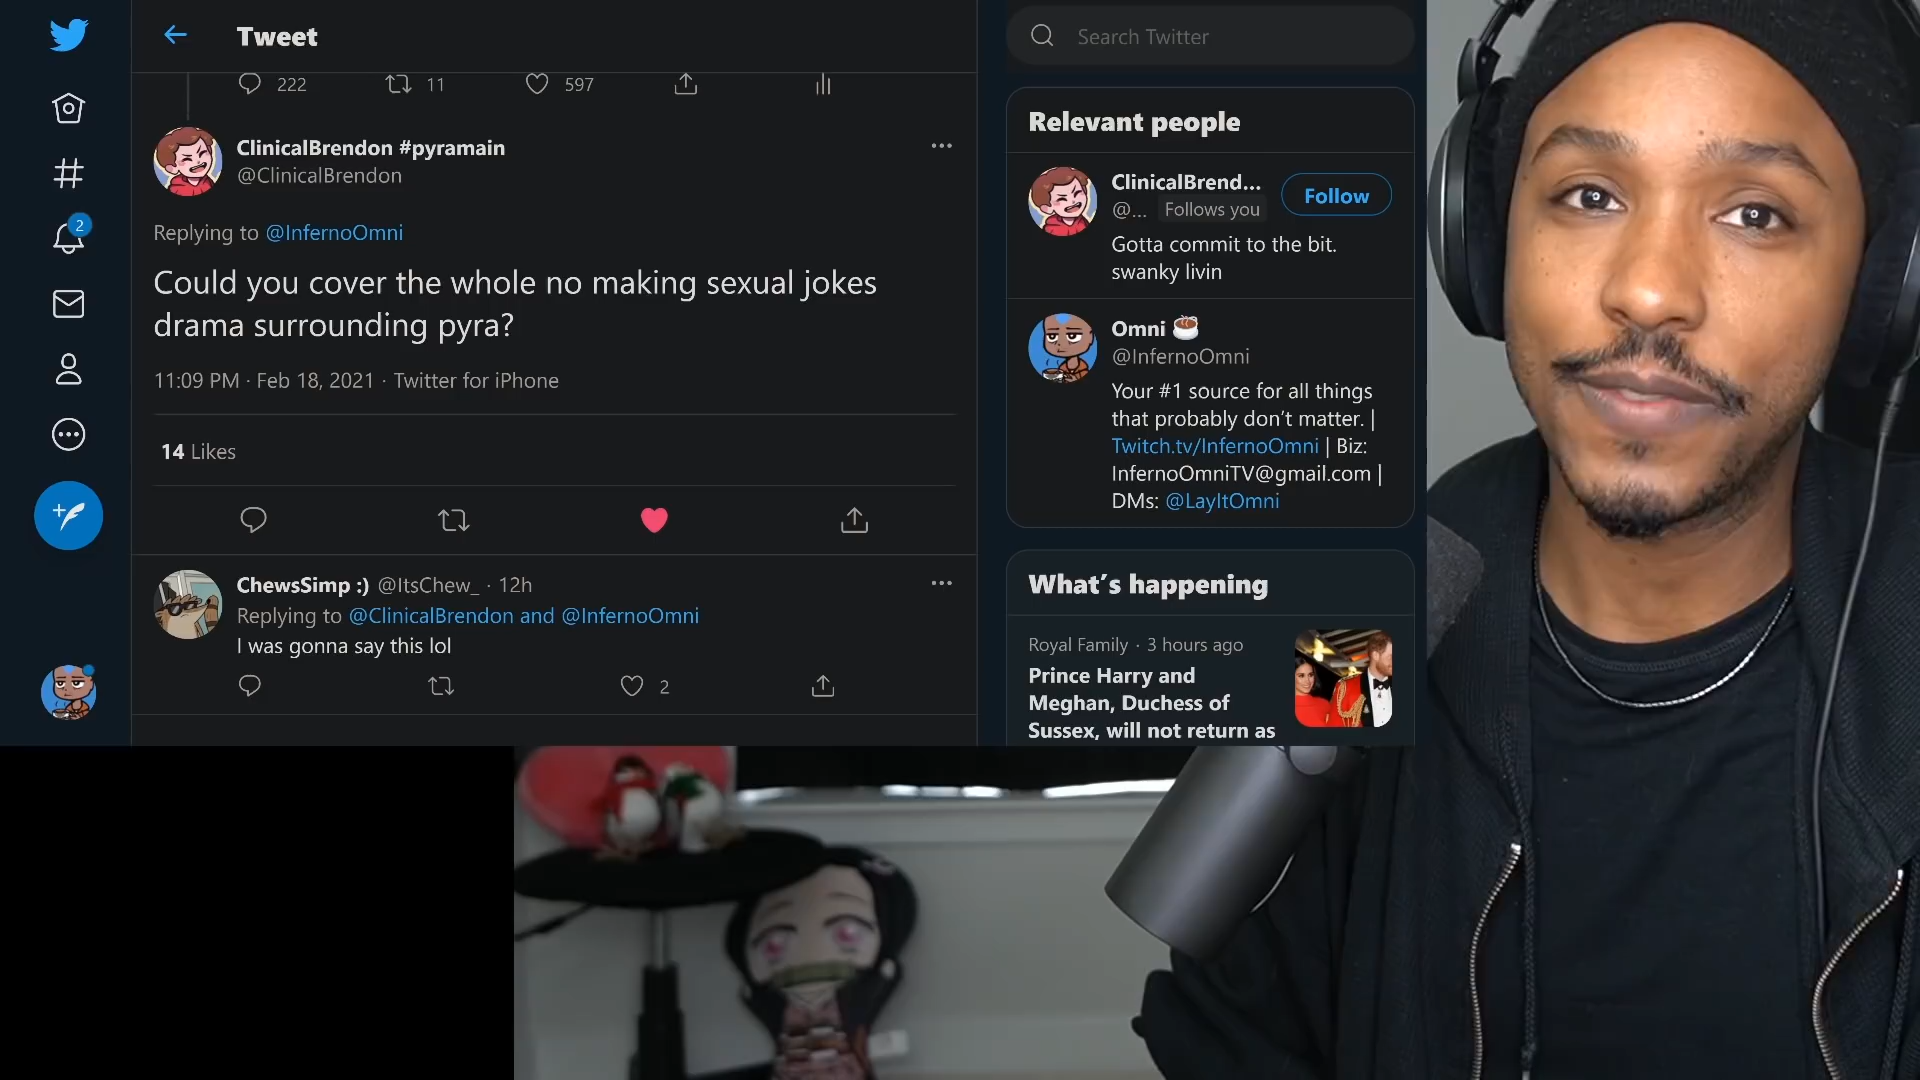 Tweet
222
11
597
ClinicalBrendon #pyramain
@ClinicalBrendon
Replying to @InfernoOmni
Could you cover the whole no making sexual jokes
drama surrounding pyra?
11:09 PM · Feb 18, 2021 · Twitter for iPhone
14 Likes
ChewsSimp :) @ItsChew_ · 12h
Replying to @ClinicalBrendon and @InfernoOmni
I was gonna say this lol
2
2
Search Twitter
Relevant people
ClinicalBrend...
@... Follows you
Follow
Gotta commit to the bit.
swanky livin
Omni ☕
@InfernoOmni
Your #1 source for all things
that probably don't matter. |
Twitch.tv/InfernoOmni | Biz:
InfernoOmniTV@gmail.com |
DMs: @LayItOmni
What's happening
Royal Family · 3 hours ago
Prince Harry and
Meghan, Duchess of
Sussex, will not return as